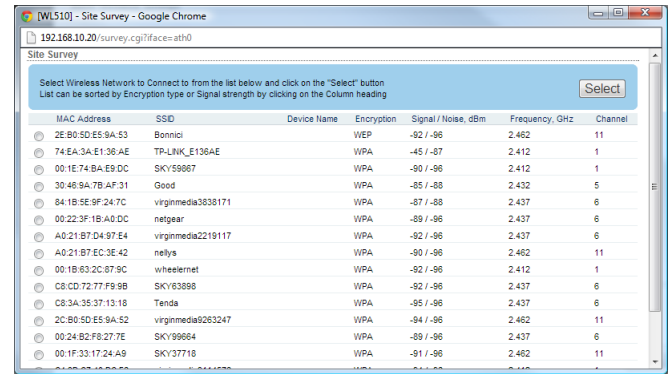 [WL510] - Site Survey - Google Chrome
192.168.10.20/survey.cgi?iface=ath0
Site Survey
Select Wireless Network to Connect to from the list below and click on the "Select" button
List can be sorted by Encryption type or Signal strength by clicking on the Column heading
Select
MAC Address SSID Device Name Encryption Signal / Noise, dBm Frequency, GHz Channel
2E:B0:5D:E5:9A:53 Bonnici WEP -92 / -96 2.462 11
74:EA:3A:E1:36:AE TP-LINK_E136AE WPA -45 / -87 2.412 1
00:1E:74:BA:E9:DC SKY59867 WPA -90 / -96 2.412 1
30:46:9A:7B:AF:31 Good WPA -85 / -88 2.432 5
84:1B:5E:9F:24:7C virginmedia3838171 WPA -87 / -88 2.437 6
00:22:3F:1B:A0:DC netgear WPA -89 / -96 2.437 6
A0:21:B7:D4:97:E4 virginmedia2219117 WPA -92 / -96 2.437 6
A0:21:B7:EC:3E:42 nellys WPA -90 / -96 2.462 11
00:1B:63:2C:87:9C wheelernet WPA -92 / -96 2.412 1
C8:CD:72:77:F9:9B SKY63898 WPA -92 / -96 2.437 6
C8:3A:35:37:13:18 Tenda WPA -95 / -96 2.437 6
2C:B0:5D:E5:9A:52 virginmedia9263247 WPA -94 / -96 2.462 11
00:24:B2:F8:27:7E SKY99664 WPA -89 / -96 2.437 6
00:1F:33:17:24:A9 SKY37718 WPA -91 / -96 2.462 11